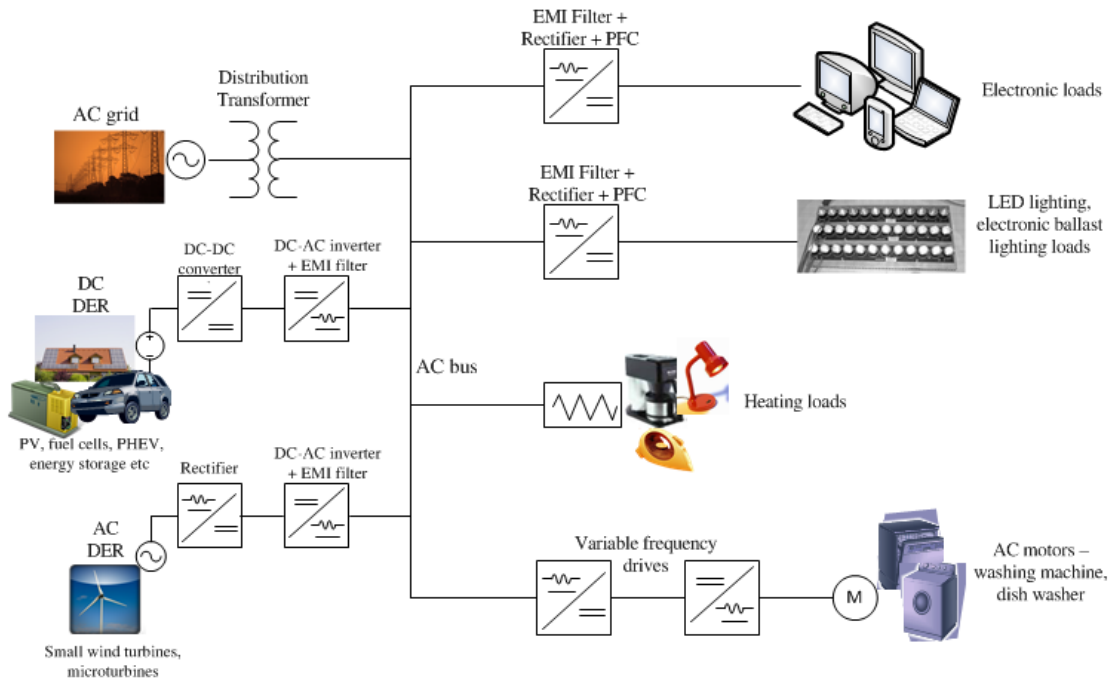 EMI Filter +
Rectifier + PFC
Electronic loads
Distribution
Transformer
AC grid
EMI Filter +
Rectifier + PFC
LED lighting,
electronic ballast
lighting loads
DC-DC
converter
DC-AC inverter
+ EMI filter
DC
DER
PV, fuel cells, PHEV,
energy storage etc
AC bus
Heating loads
Rectifier
DC-AC inverter
+ EMI filter
AC
DER
Small wind turbines,
microturbines
Variable frequency
drives
M
AC motors –
washing machine,
dish washer